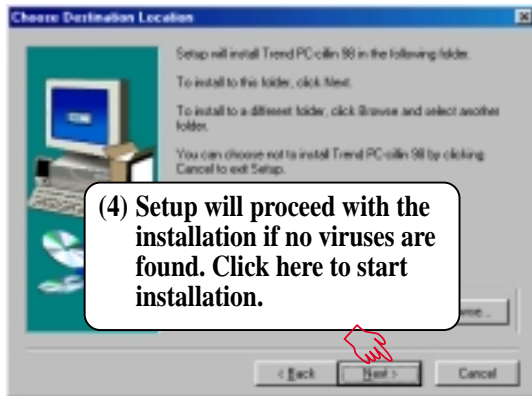 Choose Destination Location
Setup will install Trend PC-cillin 98 in the following folder.
To install to this folder, click Next.
To install to a different folder, click Browse and select another
folder.
You can choose not to install Trend PC-cillin 98 by clicking
Cancel to exit Setup.
(4) Setup will proceed with the
installation if no viruses are
found. Click here to start
installation.
< Back
Next >
Cancel